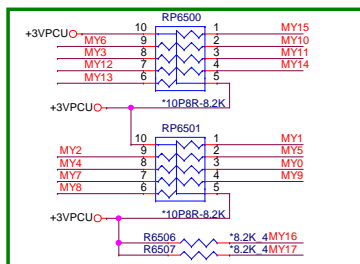 RP6500
+3VPCU 10 1 MY15
MY6 9 2 MY10
MY3 8 3 MY11
MY12 7 4 MY14
MY13 6 5
+3VPCU *10P8R-8.2K
RP6501
10 1 MY1
MY2 9 2 MY5
MY4 8 3 MY0
MY7 7 4 MY9
MY8 6 5
+3VPCU *10P8R-8.2K
R6506 *8.2K_4 MY16
R6507 *8.2K_4 MY17